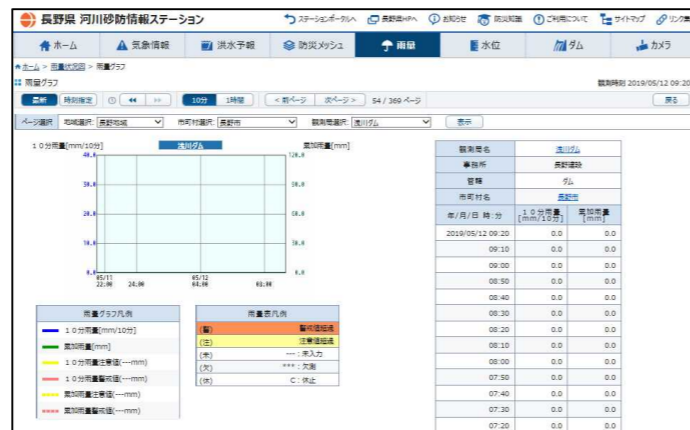 長野県 河川砂防情報ステーション
ステーションポータルへ 長野県HPへ お知らせ 防災知識 ご利用について サイトマップ リンク集
ホーム 気象情報 洪水予報 防災メッシュ 雨量 水位 ダム カメラ
ホーム > 雨量状況図 > 雨量グラフ
雨量グラフ 観測時刻 2019/05/12 09:20
最新 時刻指定 10分 1時間 < 前ページ 次ページ > 54 / 369 ページ 戻る
ページ選択 地域選択: 長野地域 市町村選択: 長野市 観測局選択: 浅川ダム 表示
10分雨量[mm/10分] 浅川ダム 累加雨量[mm]
40.0 120.0
30.0 90.0
20.0 60.0
10.0 30.0
0.0 0.0
05/11 05/12
22:00 24:00 04:00 08:00
雨量グラフ凡例
10分雨量[mm/10分]
累加雨量[mm]
10分雨量注意値(---mm)
10分雨量警戒値(---mm)
累加雨量注意値(---mm)
累加雨量警戒値(---mm)
雨量表凡例
(警) 警戒値超過
(注) 注意値超過
(未) --- : 未入力
(欠) *** : 欠測
(休) C : 休止
観測局名 浅川ダム
事務所 長野建設
管轄 ダム
市町村名 長野市
年/月/日 時:分 10分雨量 [mm/10分] 累加雨量 [mm]
2019/05/12 09:20 0.0 0.0
09:10 0.0 0.0
09:00 0.0 0.0
08:50 0.0 0.0
08:40 0.0 0.0
08:30 0.0 0.0
08:20 0.0 0.0
08:10 0.0 0.0
08:00 0.0 0.0
07:50 0.0 0.0
07:40 0.0 0.0
07:30 0.0 0.0
07:20 0.0 0.0